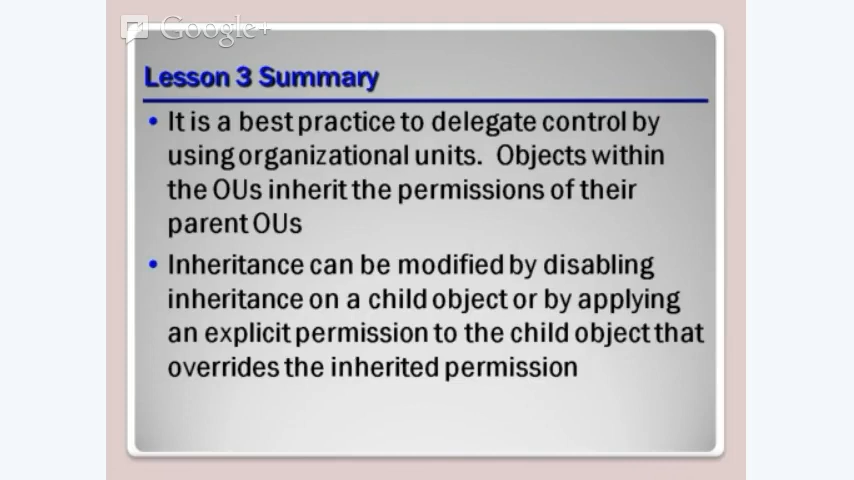 Google+
Lesson 3 Summary
• It is a best practice to delegate control by
using organizational units.  Objects within
the OUs inherit the permissions of their
parent OUs
• Inheritance can be modified by disabling
inheritance on a child object or by applying
an explicit permission to the child object that
overrides the inherited permission